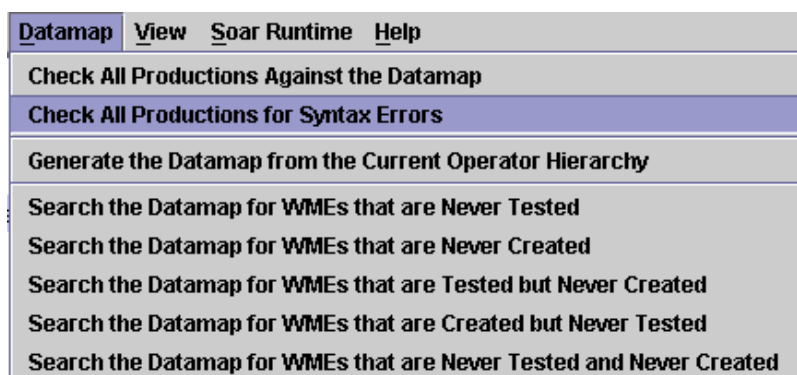 Datamap View Soar Runtime Help
Check All Productions Against the Datamap
Check All Productions for Syntax Errors
Generate the Datamap from the Current Operator Hierarchy
Search the Datamap for WMEs that are Never Tested
Search the Datamap for WMEs that are Never Created
Search the Datamap for WMEs that are Tested but Never Created
Search the Datamap for WMEs that are Created but Never Tested
Search the Datamap for WMEs that are Never Tested and Never Created